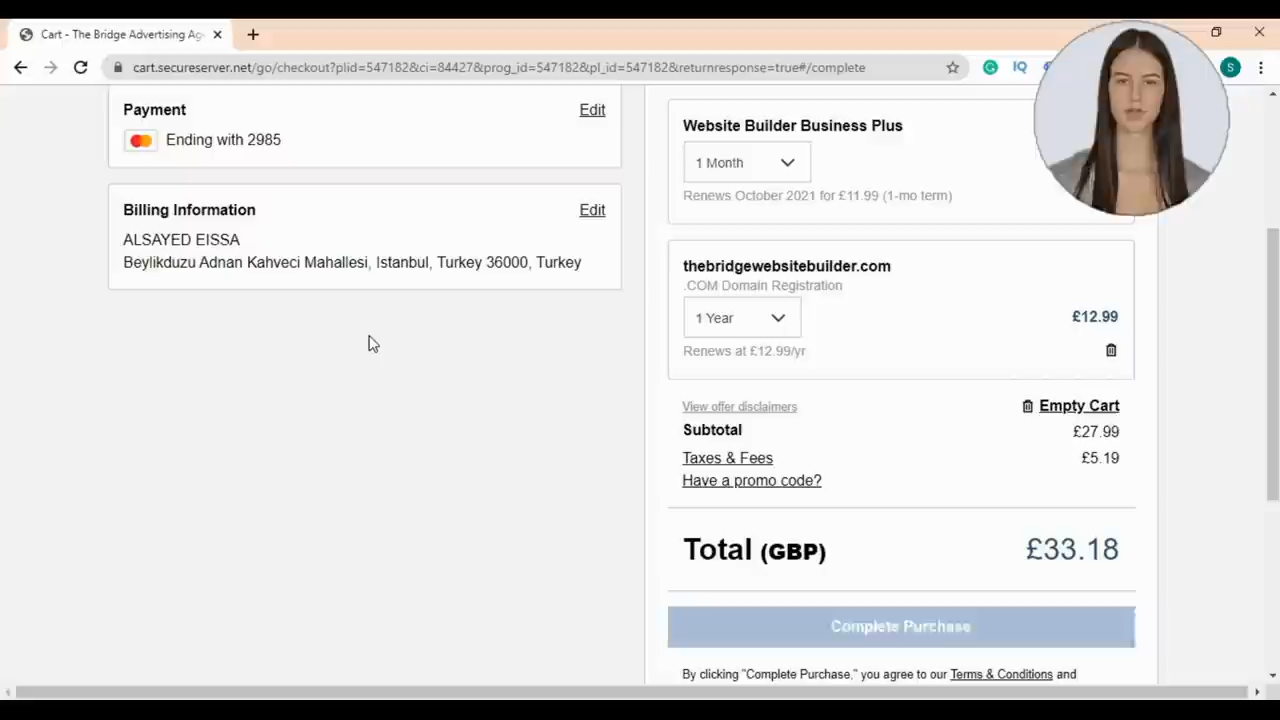 Cart - The Bridge Advertising Ag
cart.secureserver.net/go/checkout?plid=547182&ci=84427&prog_id=547182&pl_id=547182&returnresponse=true#/complete
IQ
S
Payment
Edit
Ending with 2985
Billing Information
Edit
ALSAYED EISSA
Beylikduzu Adnan Kahveci Mahallesi, Istanbul, Turkey 36000, Turkey
Website Builder Business Plus
1 Month
Renews October 2021 for £11.99 (1-mo term)
thebridgewebsitebuilder.com
.COM Domain Registration
1 Year
£12.99
Renews at £12.99/yr
View offer disclaimers
Empty Cart
Subtotal
£27.99
Taxes & Fees
£5.19
Have a promo code?
Total (GBP)
£33.18
Complete Purchase
By clicking "Complete Purchase," you agree to our Terms & Conditions and